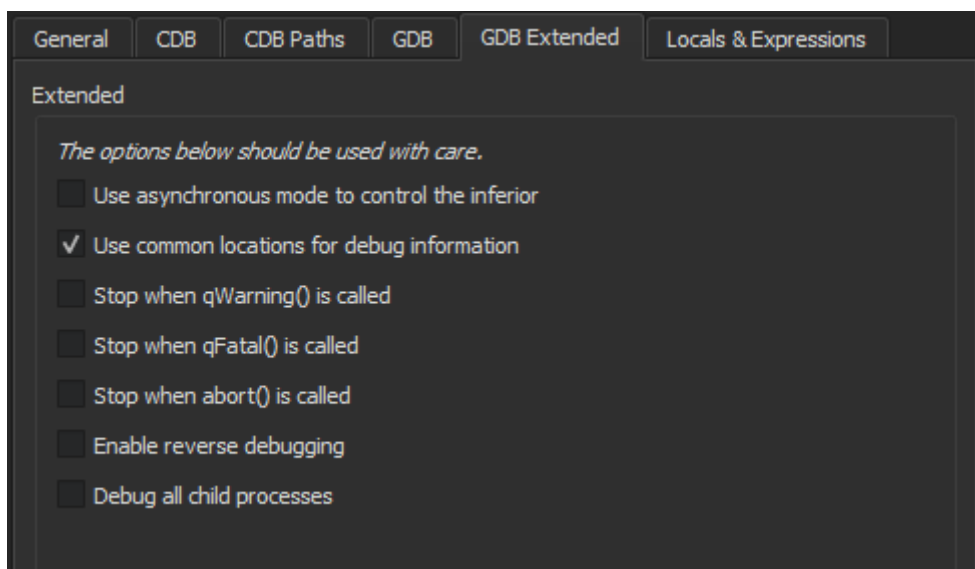 General CDB CDB Paths GDB GDB Extended Locals & Expressions
Extended
The options below should be used with care.
Use asynchronous mode to control the inferior
Use common locations for debug information
Stop when qWarning() is called
Stop when qFatal() is called
Stop when abort() is called
Enable reverse debugging
Debug all child processes